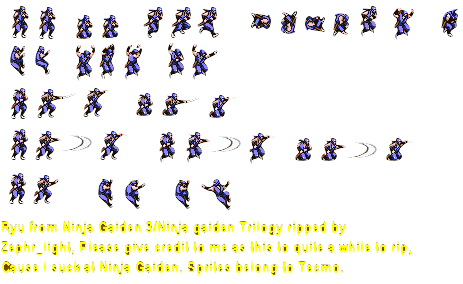 Ryu from Ninja Gaiden 3/Ninja gaiden Trilogy ripped by
Zephr_light, Please give credit to me as this to quite a while to rip,
Cause I suck at Ninja Gaiden. Sprites belong to Tecmo.